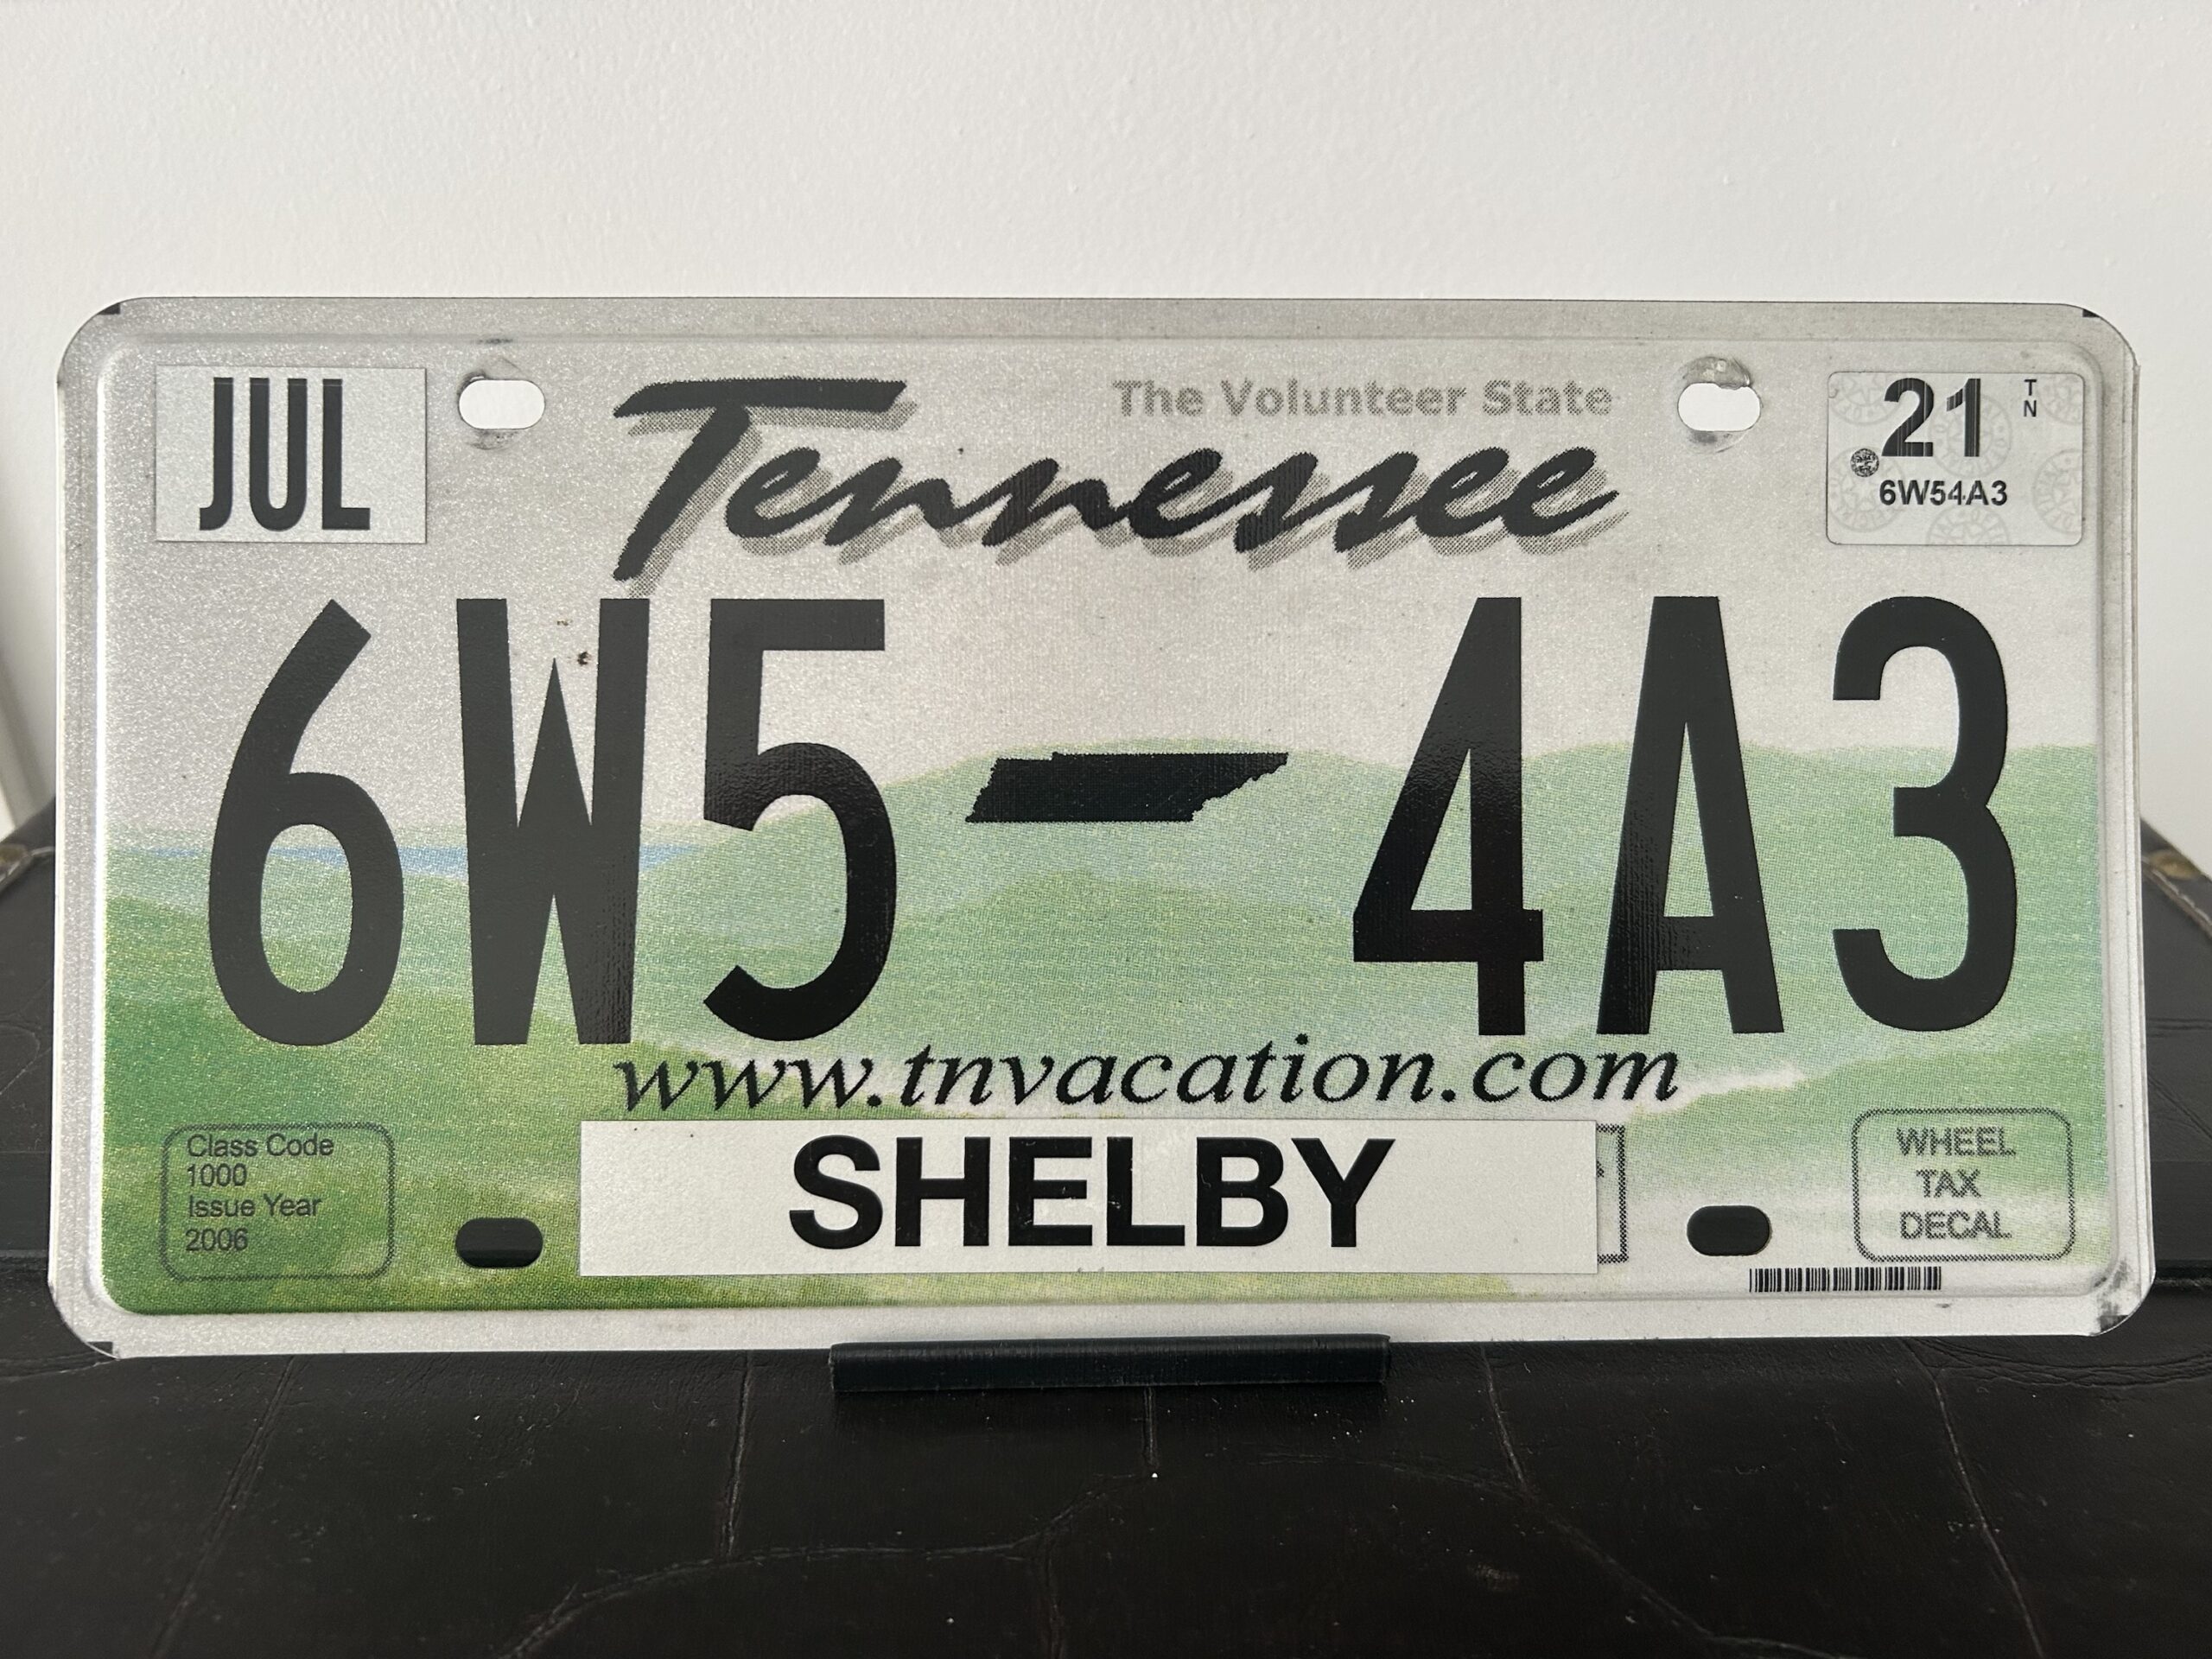 JUL
The Volunteer State
Tennessee
21
TN
6W54A3
6W5 4A3
www.tnvacation.com
Class Code
1000
Issue Year
2006
SHELBY
WHEEL
TAX
DECAL